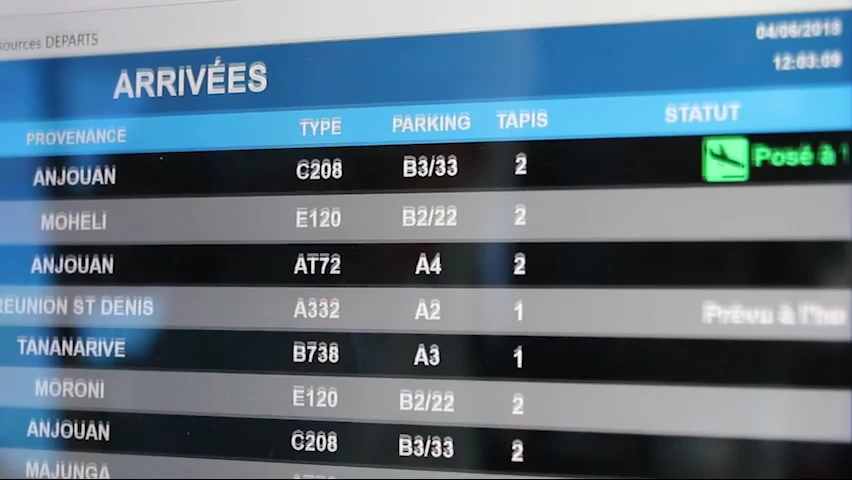 sources DEPARTS
ARRIVÉES 04/06/2018
12:03:09
PROVENANCE TYPE PARKING TAPIS STATUT
ANJOUAN C208 B3/33 2 Posé à
MOHELI E120 B2/22 2
ANJOUAN AT72 A4 2
REUNION ST DENIS A332 A2 1 Prévu à l'he
TANANARIVE B738 A3 1
MORONI E120 B2/22 2
ANJOUAN C208 B3/33 2
MAJUNGA